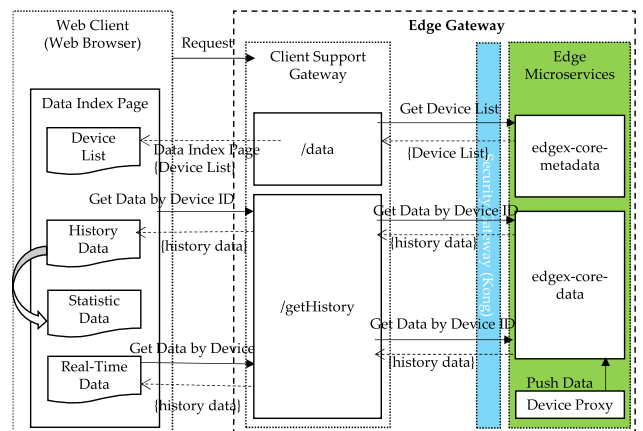 Web Client
(Web Browser)
Data Index Page
Device
List
History
Data
Statistic
Data
Real-Time
Data
Request
Data Index Page
{Device List}
Get Data by Device ID
{history data}
Get Data by Device
{history data}
Edge Gateway
Client Support
Gateway
/data
/getHistory
Get Device List
{Device List}
Get Data by Device ID
{history data}
Get Data by Device ID
{history data}
Security Gateway (Kong)
Edge
Microservices
edgex-core-
metadata
edgex-core-
data
Push Data
Device Proxy